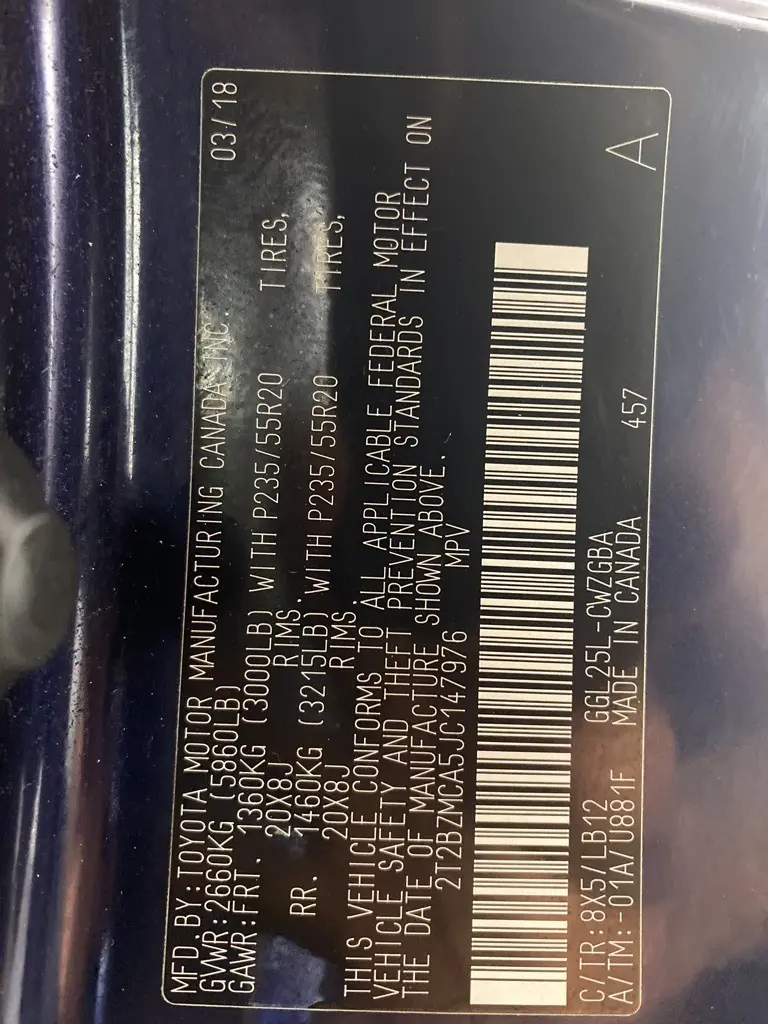 MFD.BY:TOYOTA MOTOR MANUFACTURING CANADA INC. 03/18
GVWR:2660KG (5860LB)
GAWR:FRT. 1360KG (3000LB) WITH P235/55R20 TIRES,
20X8J RIMS.
RR. 1460KG (3215LB) WITH P235/55R20 TIRES,
20X8J RIMS.
THIS VEHICLE CONFORMS TO ALL APPLICABLE FEDERAL MOTOR
VEHICLE SAFETY AND THEFT PREVENTION STANDARDS IN EFFECT ON
THE DATE OF MANUFACTURE SHOWN ABOVE.
2T2BZMCA5JC147976 MPV
C/TR:8X5/LB12 GGL25L-CWZGBA
A/TM:-01A/U881F MADE IN CANADA 457 A